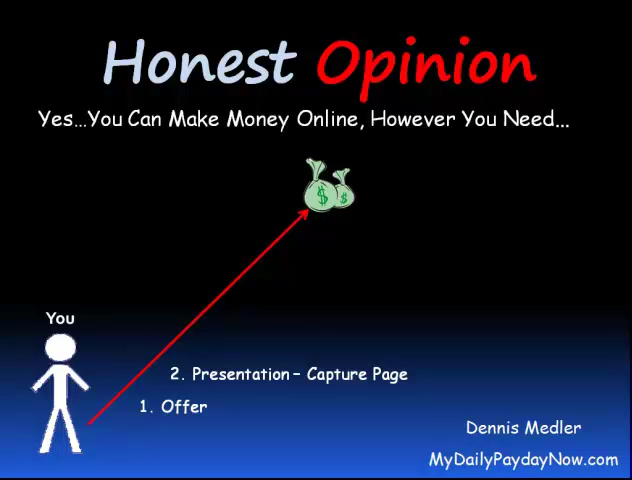 Honest Opinion
Yes...You Can Make Money Online, However You Need...
$ $
You
2. Presentation – Capture Page
1. Offer
Dennis Medler
MyDailyPaydayNow.com